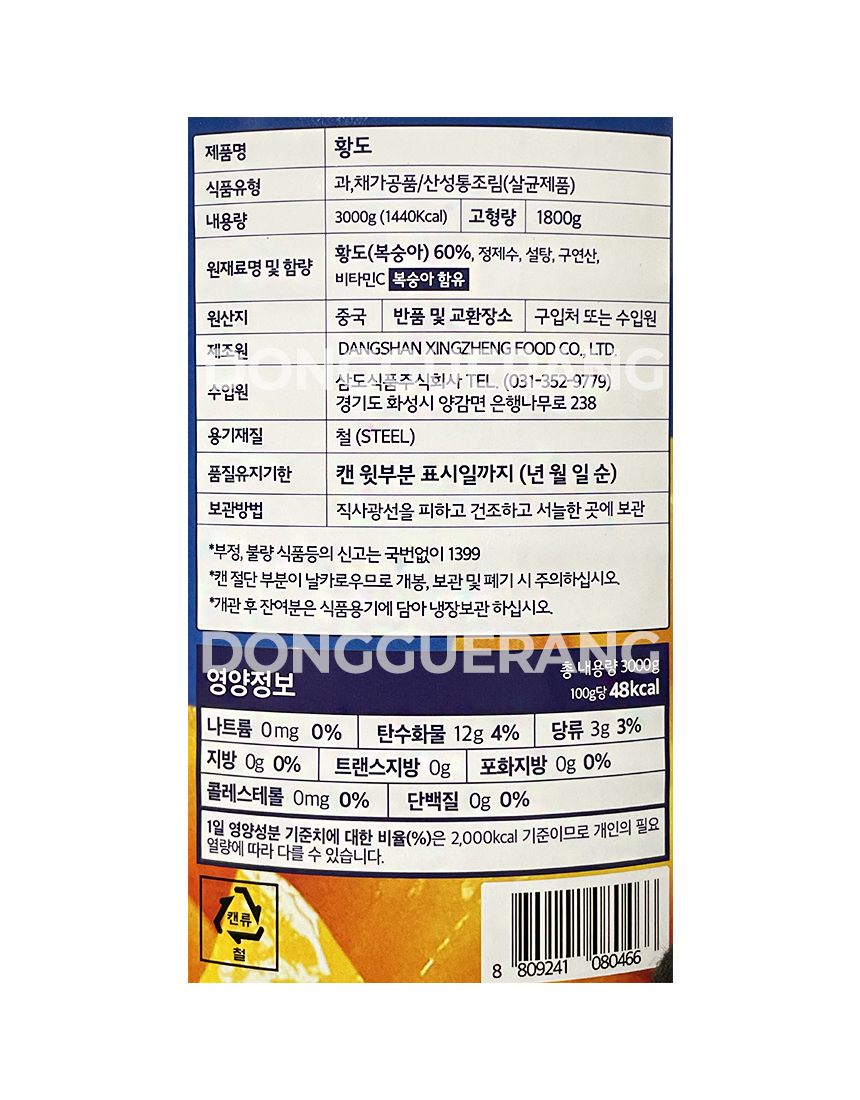 제품명 황도
식품유형 과,채가공품/산성통조림(살균제품)
내용량 3000g (1440Kcal) 고형량 1800g
원재료명 및 함량 황도(복숭아) 60%, 정제수, 설탕, 구연산,
비타민C 복숭아 함유
원산지 중국 반품 및 교환장소 구입처 또는 수입원
제조원 DANGSHAN XINGZHENG FOOD CO., LTD.
DONGGUERANG
수입원 삼도식품주식회사 TEL. (031-352-9779)
경기도 화성시 양감면 은행나무로 238
용기재질 철 (STEEL)
품질유지기한 캔 윗부분 표시일까지 (년 월 일 순)
보관방법 직사광선을 피하고 건조하고 서늘한 곳에 보관
*부정, 불량 식품등의 신고는 국번없이 1399
*캔 절단 부분이 날카로우므로 개봉, 보관 및 폐기 시 주의하십시오.
*개관 후 잔여분은 식품용기에 담아 냉장보관 하십시오.
DONGGUERANG
영양정보 총 내용량 3000g
100g당 48kcal
나트륨 0mg 0% 탄수화물 12g 4% 당류 3g 3%
지방 0g 0% 트랜스지방 0g 포화지방 0g 0%
콜레스테롤 0mg 0% 단백질 0g 0%
1일 영양성분 기준치에 대한 비율(%)은 2,000kcal 기준이므로 개인의 필요
열량에 따라 다를 수 있습니다.
캔류
철
8 809241 080466